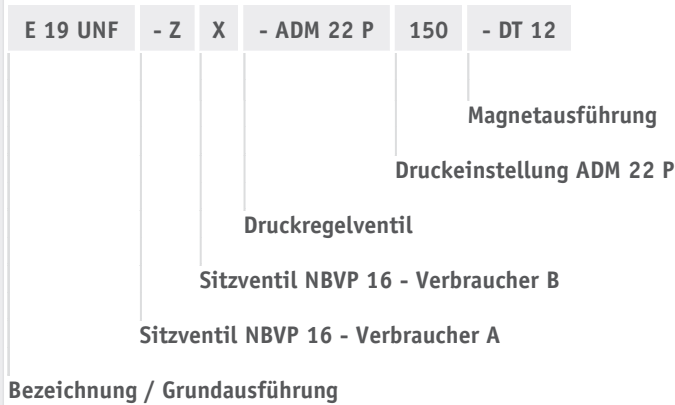 E 19 UNF - Z X - ADM 22 P 150 - DT 12
Magnetausführung
Druckeinstellung ADM 22 P
Druckregelventil
Sitzventil NBVP 16 - Verbraucher B
Sitzventil NBVP 16 - Verbraucher A
Bezeichnung / Grundausführung